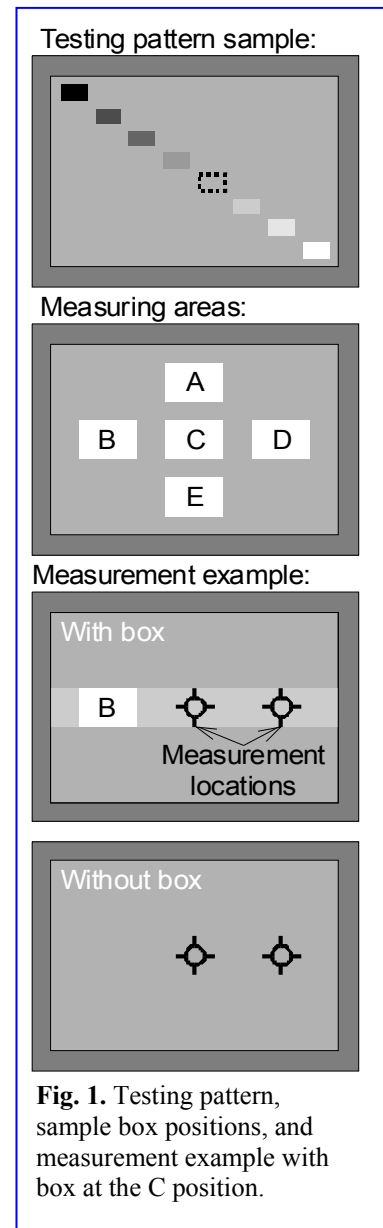 Testing pattern sample:
Measuring areas:
A
B C D
E
Measurement example:
With box
B
Measurement
locations
Without box
Fig. 1. Testing pattern,
sample box positions, and
measurement example with
box at the C position.